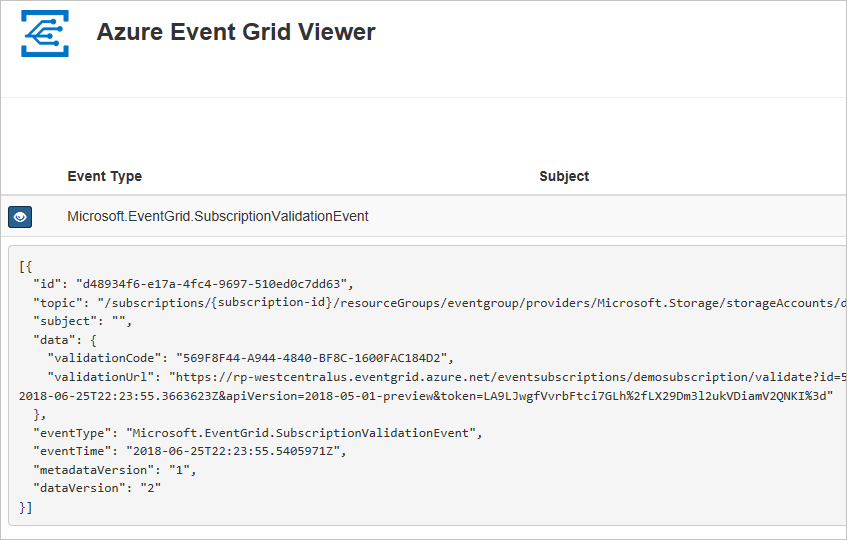 Azure Event Grid Viewer
Event Type Subject
Microsoft.EventGrid.SubscriptionValidationEvent
[{
"id": "d48934f6-e17a-4fc4-9697-510ed0c7dd63",
"topic": "/subscriptions/{subscription-id}/resourceGroups/eventgroup/providers/Microsoft.Storage/storageAccounts/d
"subject": "",
"data": {
"validationCode": "569F8F44-A944-4840-BF8C-1600FAC184D2",
"validationUrl": "https://rp-westcentralus.eventgrid.azure.net/eventsubscriptions/demosubscription/validate?id=5
2018-06-25T22:23:55.3663623Z&apiVersion=2018-05-01-preview&token=LA9LJwgfVvrbFtci7GLh%2fLX29Dm3l2ukVDiamV2QNKI%3d"
},
"eventType": "Microsoft.EventGrid.SubscriptionValidationEvent",
"eventTime": "2018-06-25T22:23:55.5405971Z",
"metadataVersion": "1",
"dataVersion": "2"
}]